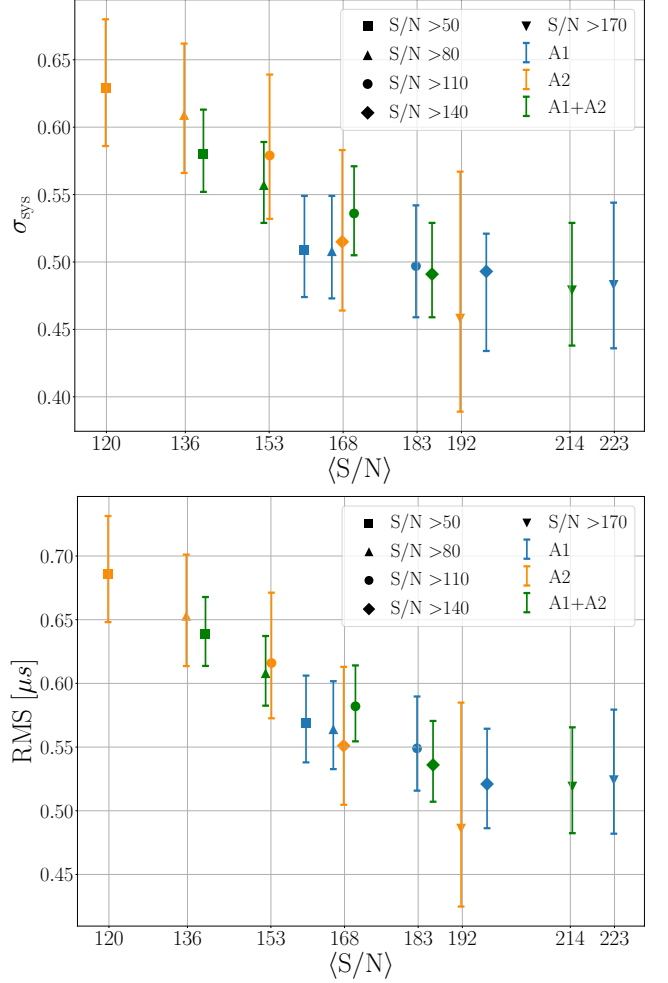 S/N >50
S/N >80
S/N >110
S/N >140
S/N >170
A1
A2
A1+A2
0.65
0.60
0.55
0.50
0.45
0.40
σsys
120 136 153 168 183 192 214 223
⟨S/N⟩
S/N >50
S/N >80
S/N >110
S/N >140
S/N >170
A1
A2
A1+A2
0.70
0.65
0.60
0.55
0.50
0.45
RMS [μs]
120 136 153 168 183 192 214 223
⟨S/N⟩